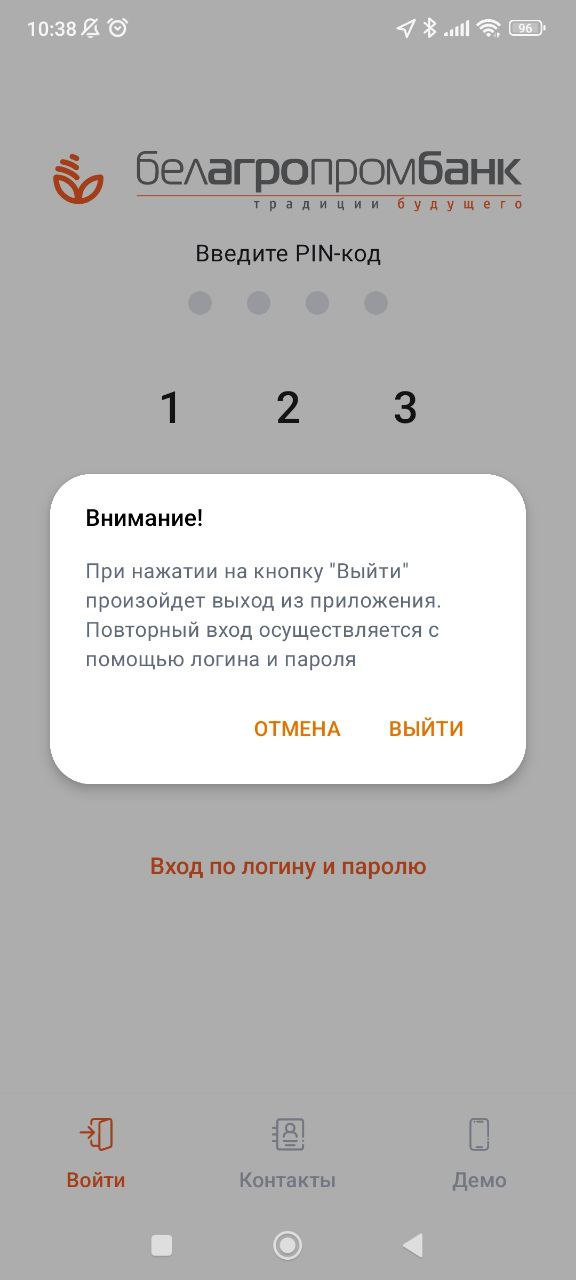 10:38
96
белагропромбанк
традиции будущего
Введите PIN-код
1 2 3
Внимание!
При нажатии на кнопку "Выйти"
произойдет выход из приложения.
Повторный вход осуществляется с
помощью логина и пароля
ОТМЕНА ВЫЙТИ
Вход по логину и паролю
Войти Контакты Демо